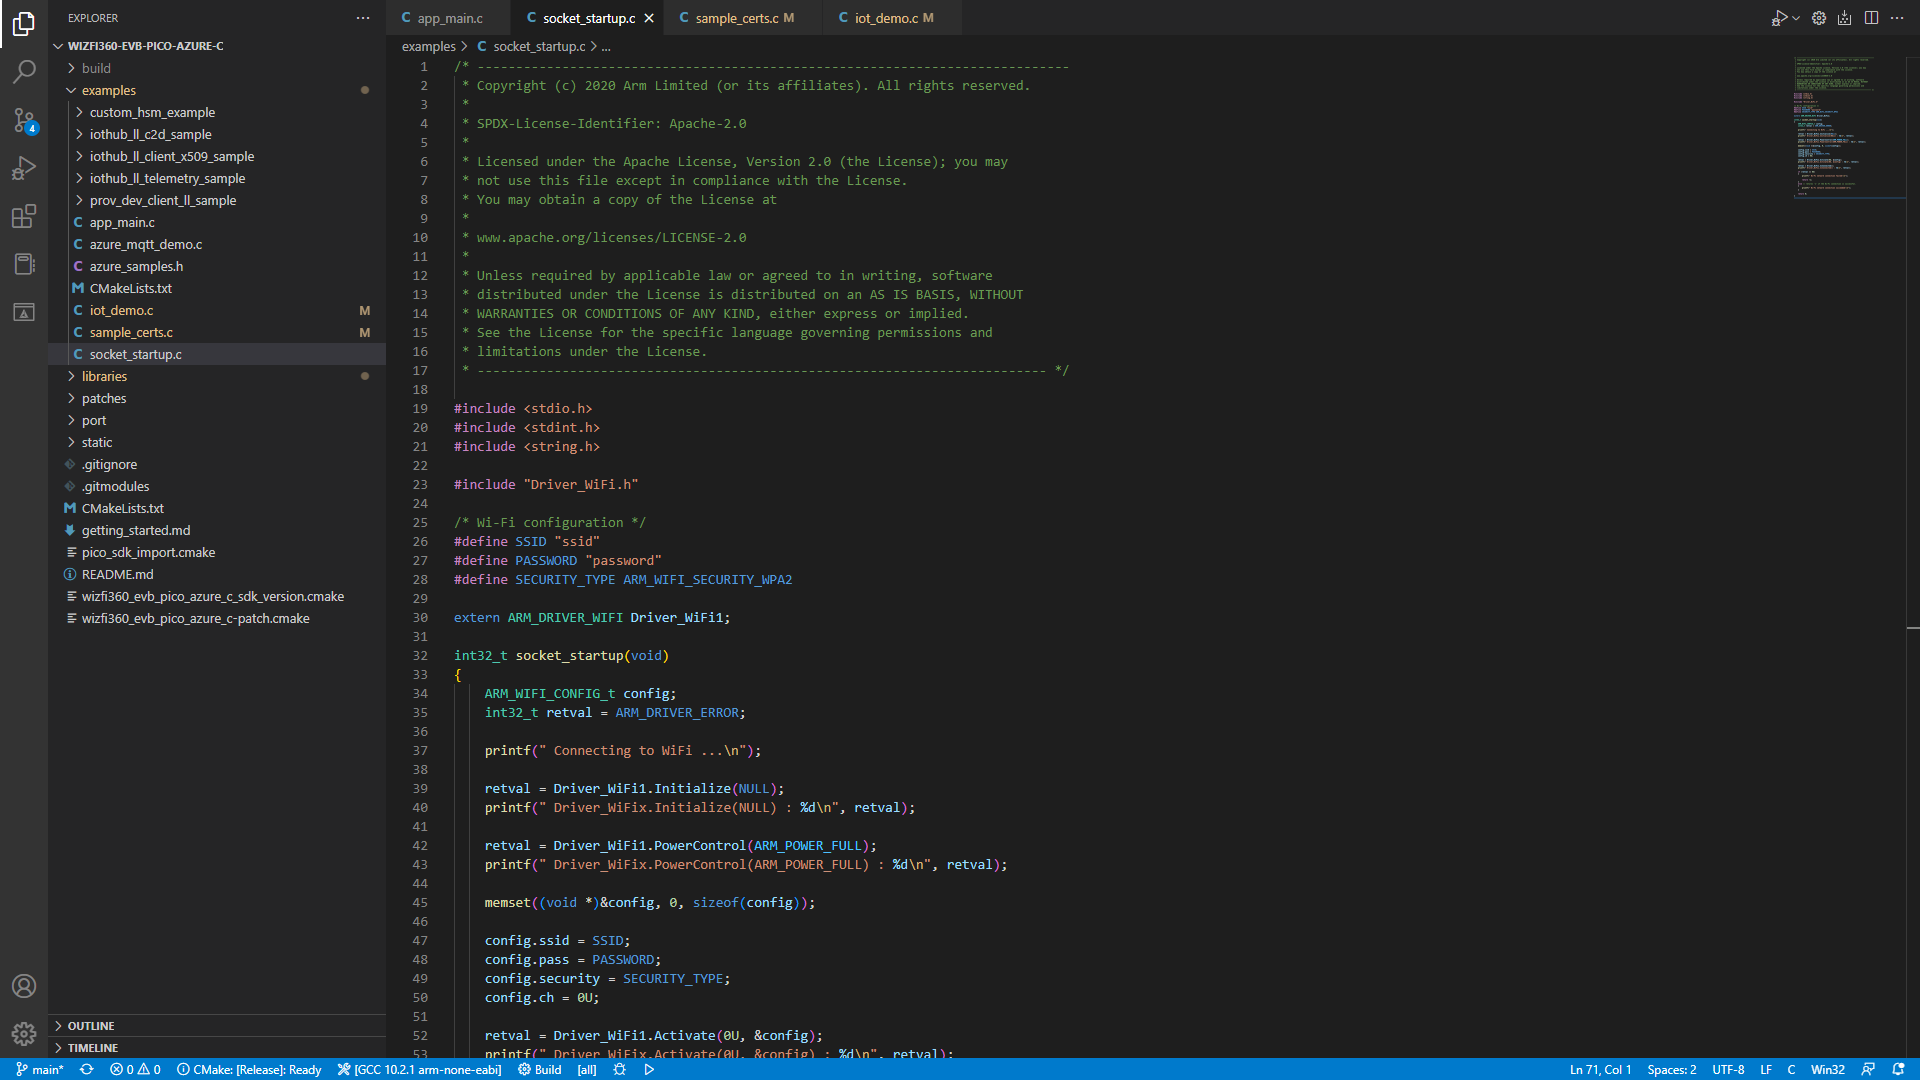 EXPLORER
WIZFI360-EVB-PICO-AZURE-C
build
examples
custom_hsm_example
iothub_ll_c2d_sample
iothub_ll_client_x509_sample
iothub_ll_telemetry_sample
prov_dev_client_ll_sample
C app_main.c
C azure_mqtt_demo.c
C azure_samples.h
M CMakeLists.txt
C iot_demo.c M
C sample_certs.c M
C socket_startup.c
libraries
patches
port
static
.gitignore
.gitmodules
M CMakeLists.txt
getting_started.md
pico_sdk_import.cmake
README.md
wizfi360_evb_pico_azure_c_sdk_version.cmake
wizfi360_evb_pico_azure_c-patch.cmake
OUTLINE
TIMELINE
4
C app_main.c C socket_startup.c C sample_certs.c M C iot_demo.c M
examples > C socket_startup.c > ...
1 /* -----------------------------------------------------------------------------
2 * Copyright (c) 2020 Arm Limited (or its affiliates). All rights reserved.
3 *
4 * SPDX-License-Identifier: Apache-2.0
5 *
6 * Licensed under the Apache License, Version 2.0 (the License); you may
7 * not use this file except in compliance with the License.
8 * You may obtain a copy of the License at
9 *
10 * www.apache.org/licenses/LICENSE-2.0
11 *
12 * Unless required by applicable law or agreed to in writing, software
13 * distributed under the License is distributed on an AS IS BASIS, WITHOUT
14 * WARRANTIES OR CONDITIONS OF ANY KIND, either express or implied.
15 * See the License for the specific language governing permissions and
16 * limitations under the License.
17 * -------------------------------------------------------------------------- */
18
19 #include <stdio.h>
20 #include <stdint.h>
21 #include <string.h>
22
23 #include "Driver_WiFi.h"
24
25 /* Wi-Fi configuration */
26 #define SSID "ssid"
27 #define PASSWORD "password"
28 #define SECURITY_TYPE ARM_WIFI_SECURITY_WPA2
29
30 extern ARM_DRIVER_WIFI Driver_WiFi1;
31
32 int32_t socket_startup(void)
33 {
34 ARM_WIFI_CONFIG_t config;
35 int32_t retval = ARM_DRIVER_ERROR;
36
37 printf(" Connecting to WiFi ...\n");
38
39 retval = Driver_WiFi1.Initialize(NULL);
40 printf(" Driver_WiFix.Initialize(NULL) : %d\n", retval);
41
42 retval = Driver_WiFi1.PowerControl(ARM_POWER_FULL);
43 printf(" Driver_WiFix.PowerControl(ARM_POWER_FULL) : %d\n", retval);
44
45 memset((void *)&config, 0, sizeof(config));
46
47 config.ssid = SSID;
48 config.pass = PASSWORD;
49 config.security = SECURITY_TYPE;
50 config.ch = 0U;
51
52 retval = Driver_WiFi1.Activate(0U, &config);
53 printf(" Driver_WiFix.Activate(0U, &config) : %d\n", retval);
main* 0 0 CMake: [Release]: Ready [GCC 10.2.1 arm-none-eabi] Build [all] Ln 71, Col 1 Spaces: 2 UTF-8 LF C Win32